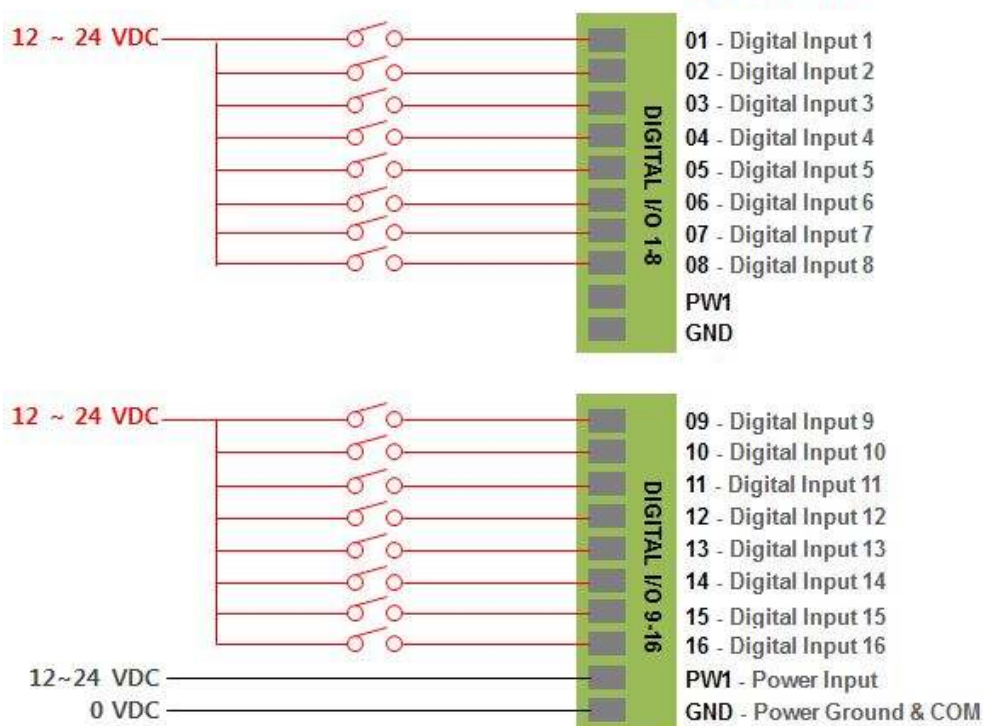 12 ~ 24 VDC
01 - Digital Input 1
02 - Digital Input 2
03 - Digital Input 3
04 - Digital Input 4
05 - Digital Input 5
06 - Digital Input 6
07 - Digital Input 7
08 - Digital Input 8
PW1
GND
DIGITAL I/O 1-8
12 ~ 24 VDC
09 - Digital Input 9
10 - Digital Input 10
11 - Digital Input 11
12 - Digital Input 12
13 - Digital Input 13
14 - Digital Input 14
15 - Digital Input 15
16 - Digital Input 16
DIGITAL I/O 9-16
12~24 VDC
PW1 - Power Input
0 VDC
GND - Power Ground & COM